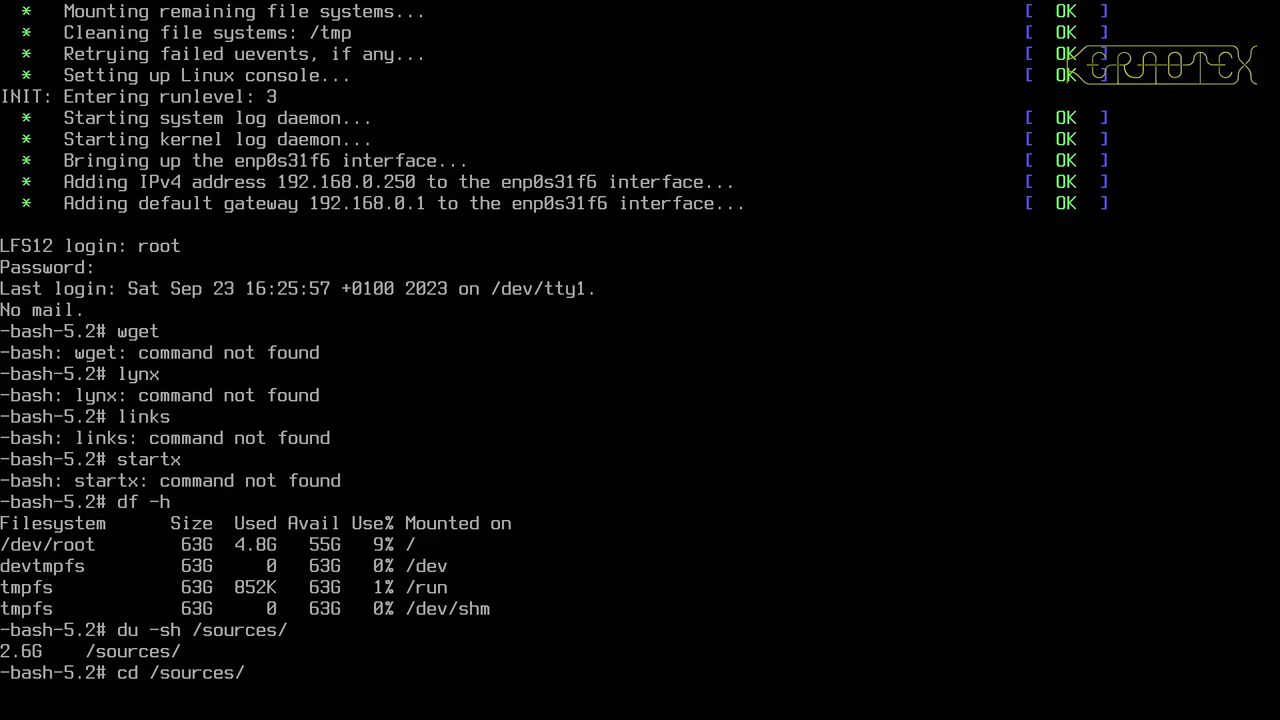 * Mounting remaining file systems... [ OK ]
* Cleaning file systems: /tmp [ OK ]
* Retrying failed uevents, if any... [ OK ]
* Setting up Linux console... [ OK ]
INIT: Entering runlevel: 3
* Starting system log daemon... [ OK ]
* Starting kernel log daemon... [ OK ]
* Bringing up the enp0s31f6 interface... [ OK ]
* Adding IPv4 address 192.168.0.250 to the enp0s31f6 interface... [ OK ]
* Adding default gateway 192.168.0.1 to the enp0s31f6 interface... [ OK ]
LFS12 login: root
Password:
Last login: Sat Sep 23 16:25:57 +0100 2023 on /dev/tty1.
No mail.
-bash-5.2# wget
-bash: wget: command not found
-bash-5.2# lynx
-bash: lynx: command not found
-bash-5.2# links
-bash: links: command not found
-bash-5.2# startx
-bash: startx: command not found
-bash-5.2# df -h
Filesystem Size Used Avail Use% Mounted on
/dev/root 63G 4.8G 55G 9% /
devtmpfs 63G 0 63G 0% /dev
tmpfs 63G 852K 63G 1% /run
tmpfs 63G 0 63G 0% /dev/shm
-bash-5.2# du -sh /sources/
2.6G /sources/
-bash-5.2# cd /sources/